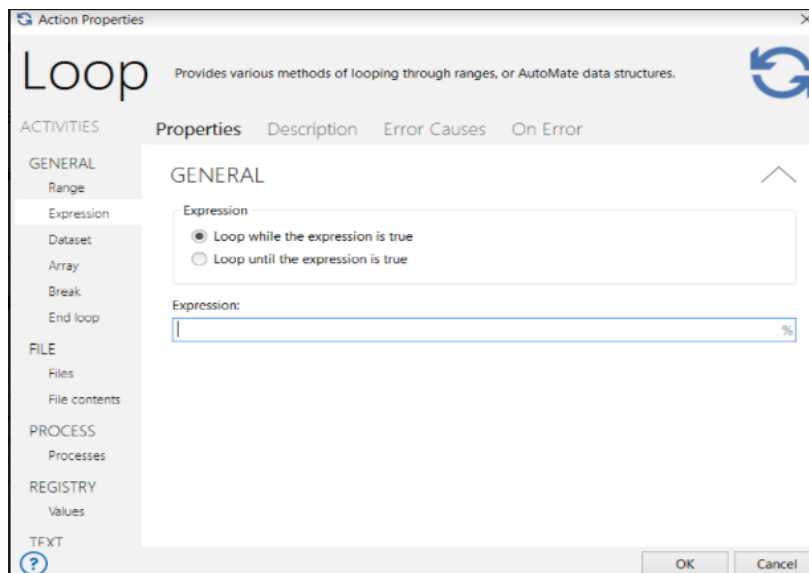 Action Properties
Loop
Provides various methods of looping through ranges, or AutoMate data structures.
ACTIVITIES
Properties Description Error Causes On Error
GENERAL
Range
Expression
Dataset
Array
Break
End loop
FILE
Files
File contents
PROCESS
Processes
REGISTRY
Values
TEXT
GENERAL
Expression
Loop while the expression is true
Loop until the expression is true
Expression:
%
?
OK Cancel